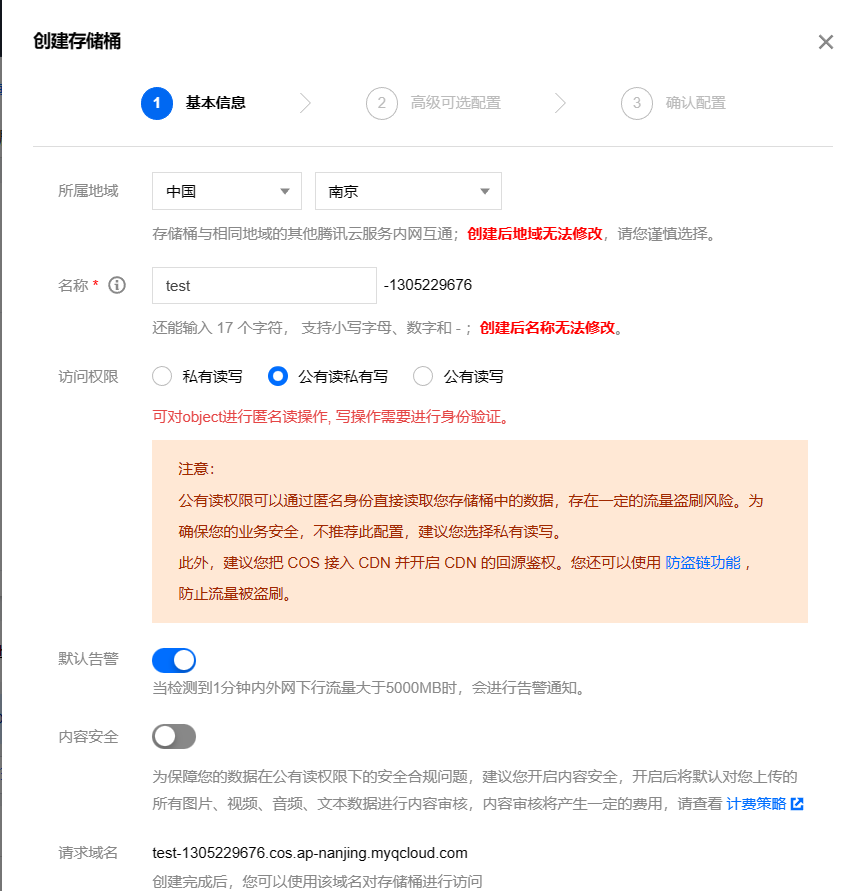 创建存储桶
1 基本信息 2 高级可选配置 3 确认配置
所属地域 中国 南京
存储桶与相同地域的其他腾讯云服务内网互通；创建后地域无法修改，请您谨慎选择。
名称 * test -1305229676
还能输入 17 个字符， 支持小写字母、数字和 -；创建后名称无法修改。
访问权限 私有读写 公有读私有写 公有读写
可对object进行匿名读操作, 写操作需要进行身份验证。
注意：
公有读权限可以通过匿名身份直接读取您存储桶中的数据，存在一定的流量盗刷风险。为
确保您的业务安全，不推荐此配置，建议您选择私有读写。
此外，建议您把 COS 接入 CDN 并开启 CDN 的回源鉴权。您还可以使用 防盗链功能 ，
防止流量被盗刷。
默认告警
当检测到1分钟内外网下行流量大于5000MB时，会进行告警通知。
内容安全
为保障您的数据在公有读权限下的安全合规问题，建议您开启内容安全，开启后将默认对您上传的
所有图片、视频、音频、文本数据进行内容审核，内容审核将产生一定的费用，请查看 计费策略
请求域名 test-1305229676.cos.ap-nanjing.myqcloud.com
创建完成后，您可以使用该域名对存储桶进行访问